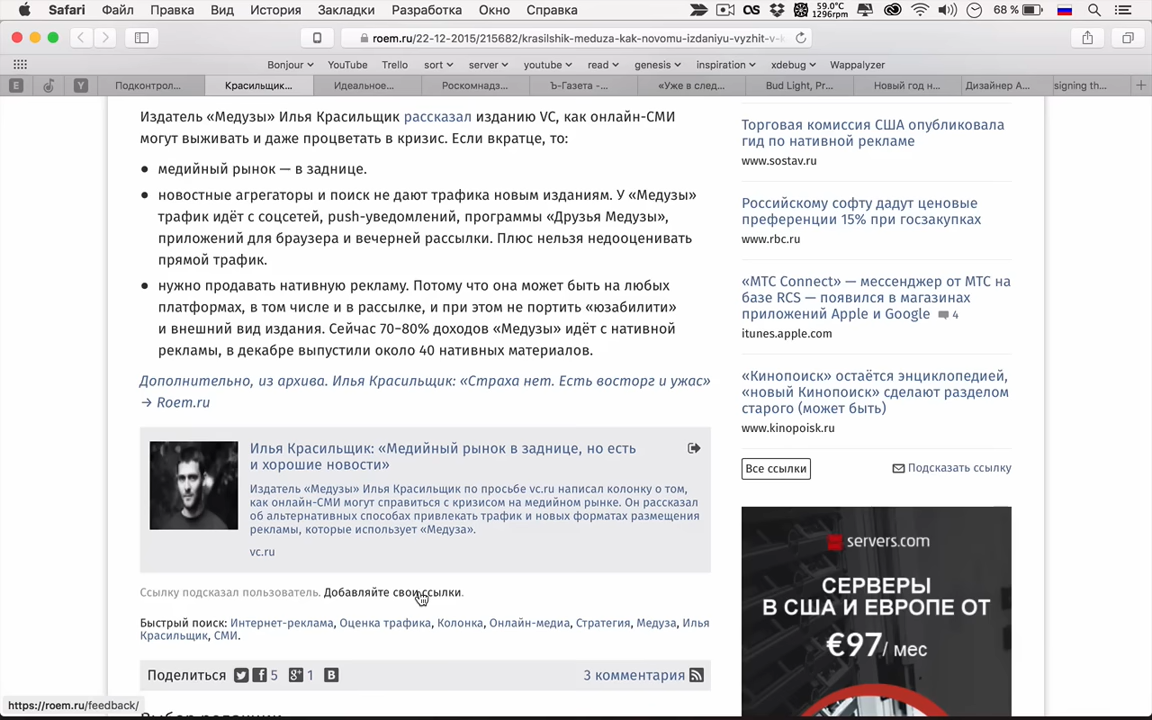 Safari Файл Правка Вид История Закладки Разработка Окно Справка 59.0°C 1296rpm 68 %
roem.ru/22-12-2015/215682/krasilshik-meduza-kak-novomu-izdaniyu-vyzhit-v-k
Bonjour YouTube Trello sort server youtube read genesis inspiration xdebug Wappalyzer
E Y Подконтрол... Красильщик... Идеальное... Роскомнадз... Ъ-Газета -... «Уже в след... Bud Light, Pr... Новый год н... Дизайнер А... signing th...
Издатель «Медузы» Илья Красильщик рассказал изданию VC, как онлайн-СМИ
могут выживать и даже процветать в кризис. Если вкратце, то:
● медийный рынок — в заднице.
● новостные агрегаторы и поиск не дают трафика новым изданиям. У «Медузы»
трафик идёт с соцсетей, push-уведомлений, программы «Друзья Медузы»,
приложений для браузера и вечерней рассылки. Плюс нельзя недооценивать
прямой трафик.
● нужно продавать нативную рекламу. Потому что она может быть на любых
платформах, в том числе и в рассылке, и при этом не портить «юзабилити»
и внешний вид издания. Сейчас 70-80% доходов «Медузы» идёт с нативной
рекламы, в декабре выпустили около 40 нативных материалов.
Дополнительно, из архива. Илья Красильщик: «Страха нет. Есть восторг и ужас»
→ Roem.ru
Илья Красильщик: «Медийный рынок в заднице, но есть
и хорошие новости»
Издатель «Медузы» Илья Красильщик по просьбе vc.ru написал колонку о том,
как онлайн-СМИ могут справиться с кризисом на медийном рынке. Он рассказал
об альтернативных способах привлекать трафик и новых форматах размещения
рекламы, которые использует «Медуза».
vc.ru
Ссылку подсказал пользователь. Добавляйте свои ссылки.
Быстрый поиск: Интернет-реклама, Оценка трафика, Колонка, Онлайн-медиа, Стратегия, Медуза, Илья
Красильщик, СМИ.
Поделиться 5 1 B 3 комментария
Торговая комиссия США опубликовала
гид по нативной рекламе
www.sostav.ru
Российскому софту дадут ценовые
преференции 15% при госзакупках
www.rbc.ru
«МТС Connect» — мессенджер от МТС на
базе RCS — появился в магазинах
приложений Apple и Google 4
itunes.apple.com
«Кинопоиск» остаётся энциклопедией,
«новый Кинопоиск» сделают разделом
старого (может быть)
www.kinopoisk.ru
Все ссылки Подсказать ссылку
servers.com
СЕРВЕРЫ
В США И ЕВРОПЕ ОТ
€97/ мес
https://roem.ru/feedback/
Выбор редакции